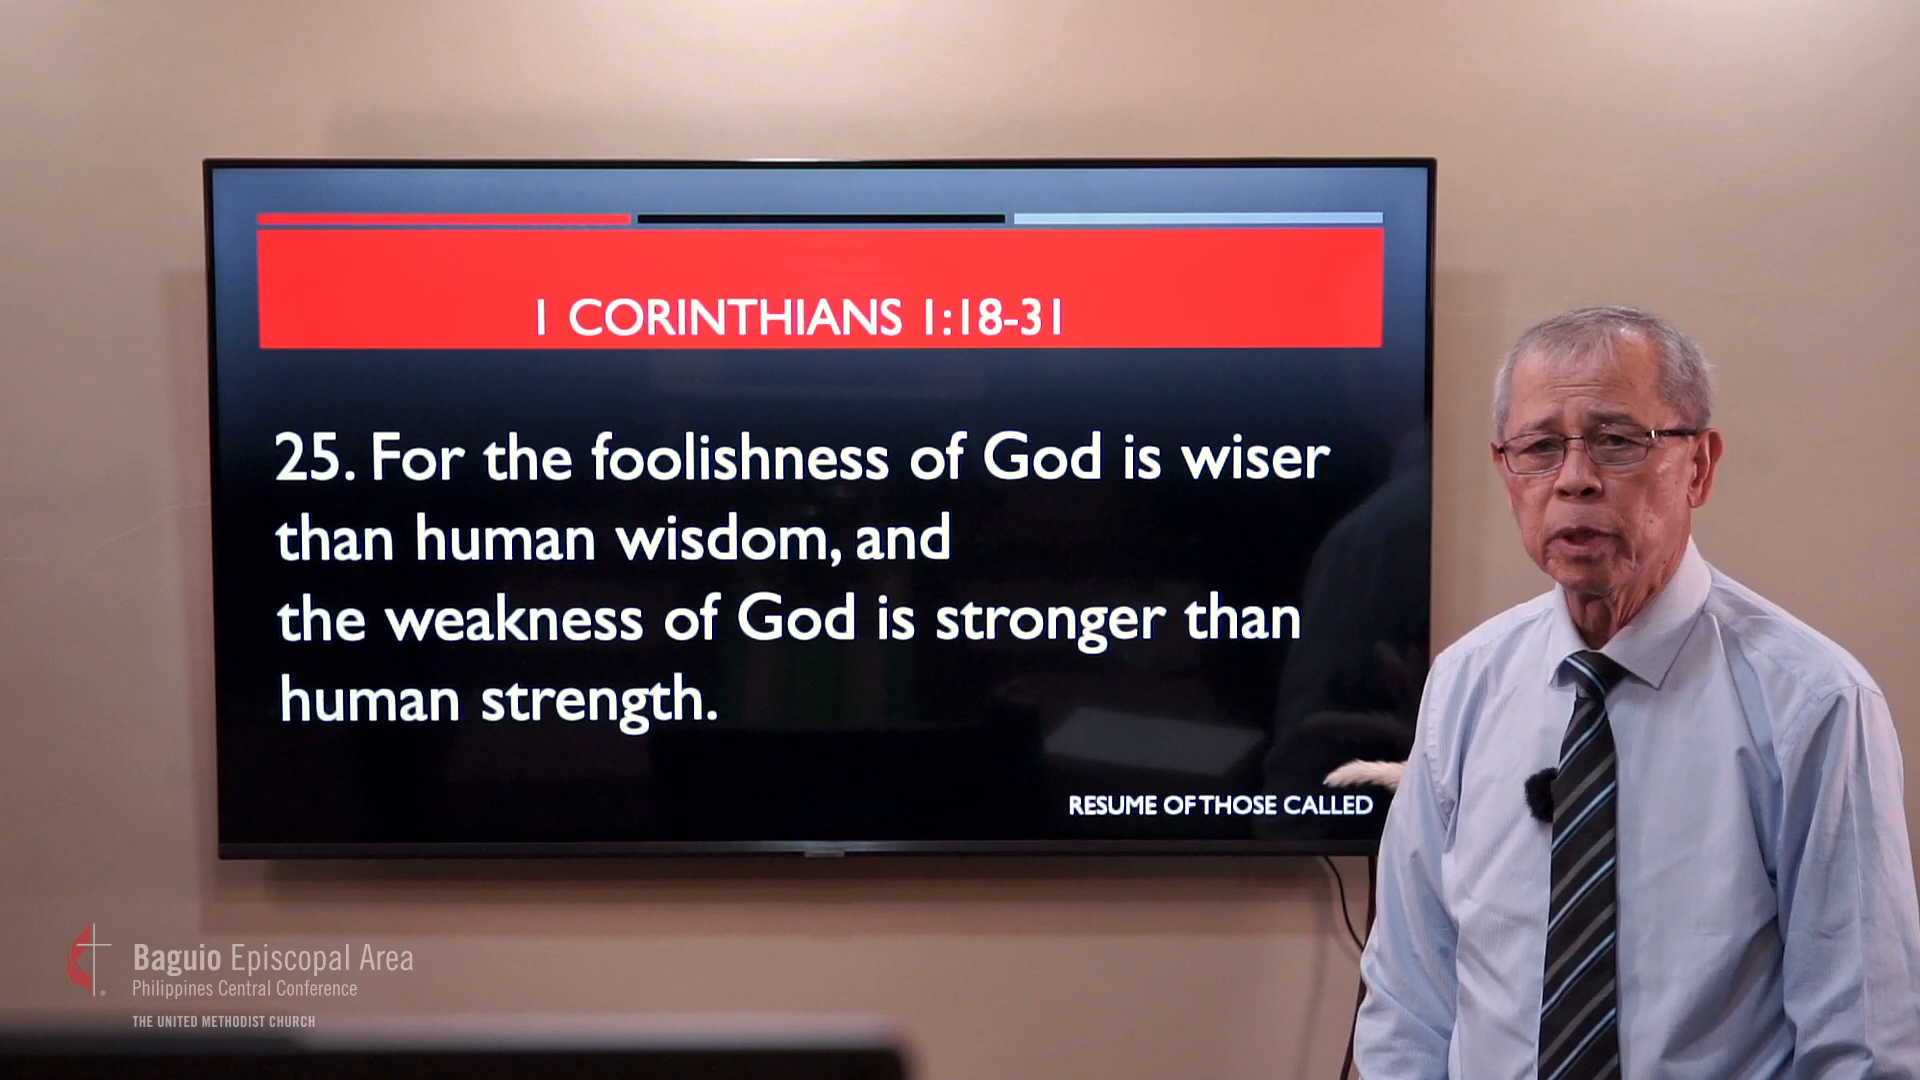 1 CORINTHIANS 1:18-31
25. For the foolishness of God is wiser
than human wisdom, and
the weakness of God is stronger than
human strength.
RESUME OF THOSE CALLED
Baguio Episcopal Area
Philippines Central Conference
THE UNITED METHODIST CHURCH